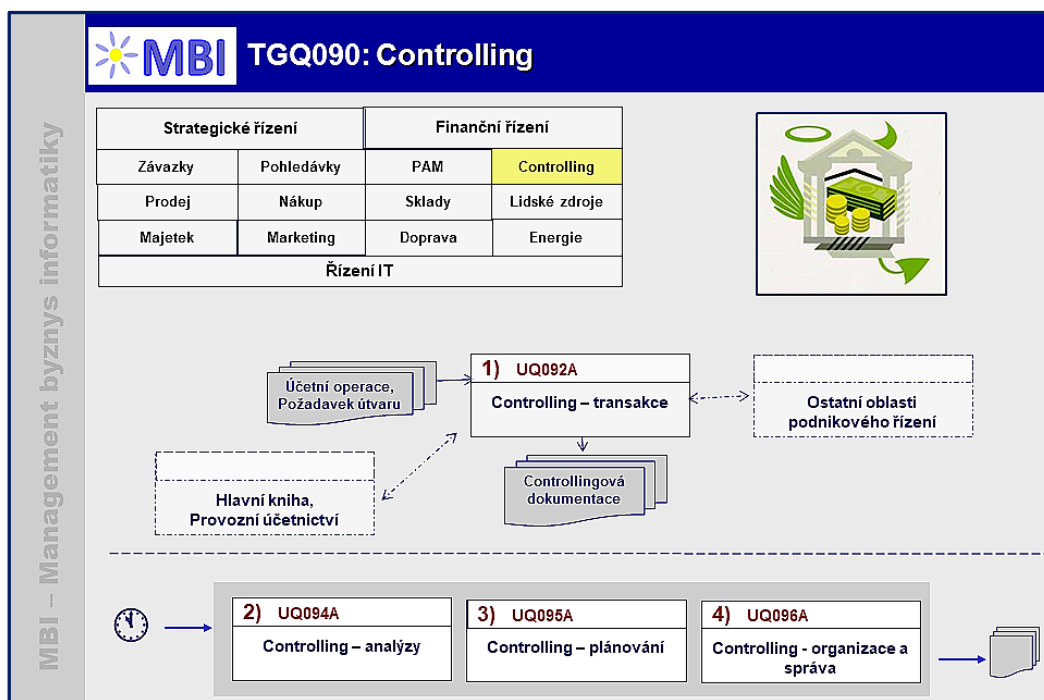 MBI TGQ090: Controlling
MBI – Management byznys informatiky
Strategické řízení Finanční řízení
Závazky Pohledávky PAM Controlling
Prodej Nákup Sklady Lidské zdroje
Majetek Marketing Doprava Energie
Řízení IT
1) UQ092A
Controlling – transakce
Účetní operace,
Požadavek útvaru
Ostatní oblasti
podnikového řízení
Hlavní kniha,
Provozní účetnictví
Controllingová
dokumentace
2) UQ094A
Controlling – analýzy
3) UQ095A
Controlling – plánování
4) UQ096A
Controlling - organizace a
správa